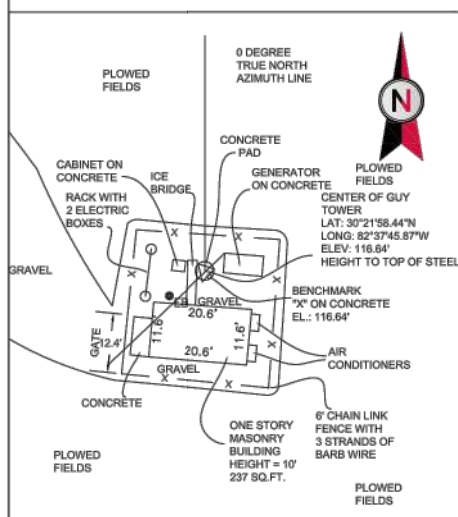 0 DEGREE
TRUE NORTH
AZIMUTH LINE
PLOWED
FIELDS
N
CONCRETE
PAD
CABINET ON
CONCRETE
ICE
BRIDGE
GENERATOR
ON CONCRETE
PLOWED
FIELDS
RACK WITH
2 ELECTRIC
BOXES
CENTER OF GUY
TOWER
LAT: 30°21'58.44"N
LONG: 82°37'45.87"W
ELEV: 116.64'
HEIGHT TO TOP OF STEEL
GRAVEL
BENCHMARK
"X" ON CONCRETE
EL.: 116.64'
EB
GRAVEL
20.6'
11.6'
11.6'
20.6'
GATE
12.4'
GRAVEL
AIR
CONDITIONERS
CONCRETE
6' CHAIN LINK
FENCE WITH
3 STRANDS OF
BARB WIRE
ONE STORY
MASONRY
BUILDING
HEIGHT = 10'
237 SQ.FT.
PLOWED
FIELDS
PLOWED
FIELDS
X
X
X
X
X
X
X
X